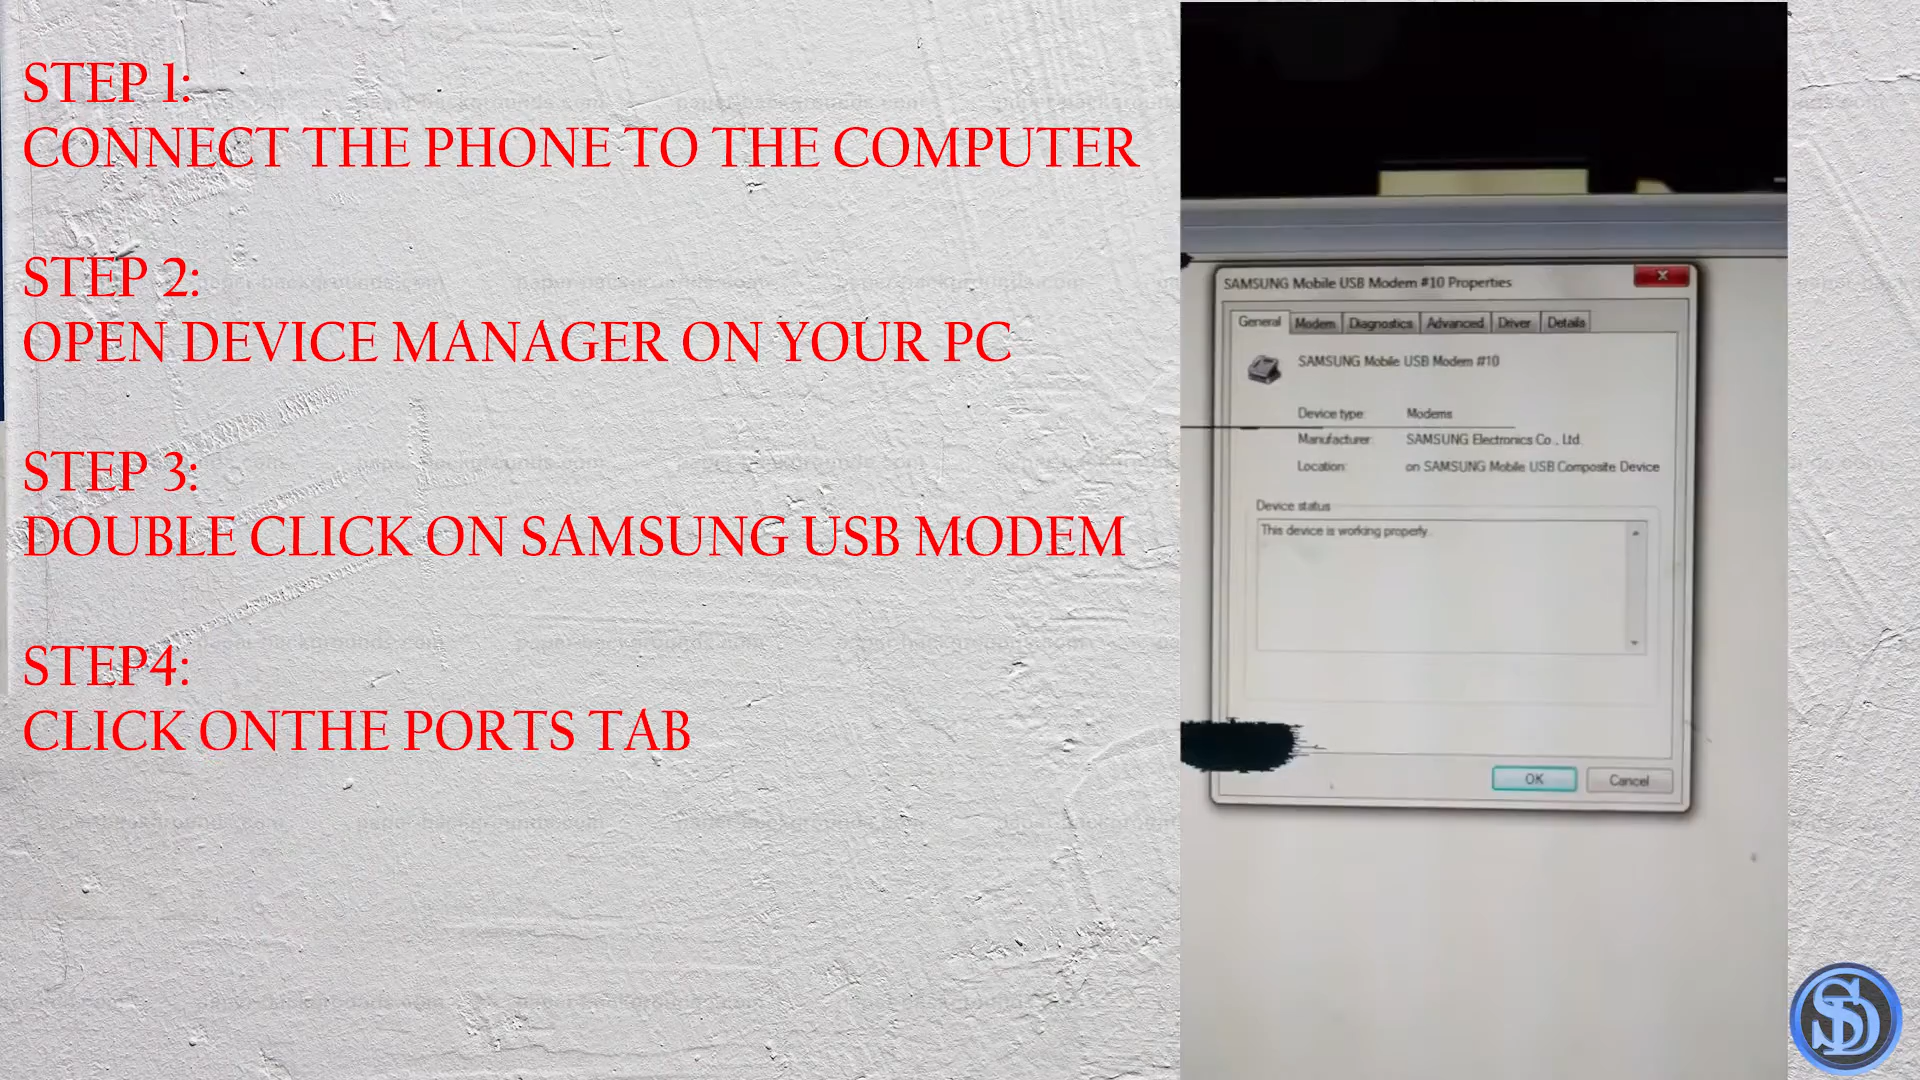 STEP 1:
CONNECT THE PHONE TO THE COMPUTER
STEP 2:
OPEN DEVICE MANAGER ON YOUR PC
STEP 3:
DOUBLE CLICK ON SAMSUNG USB MODEM
STEP4:
CLICK ONTHE PORTS TAB
SAMSUNG Mobile USB Modem #10 Properties
General Modem Diagnostics Advanced Driver Details
SAMSUNG Mobile USB Modem #10
Device type: Modems
Manufacturer: SAMSUNG Electronics Co., Ltd.
Location: on SAMSUNG Mobile USB Composite Device
Device status
This device is working properly.
OK Cancel